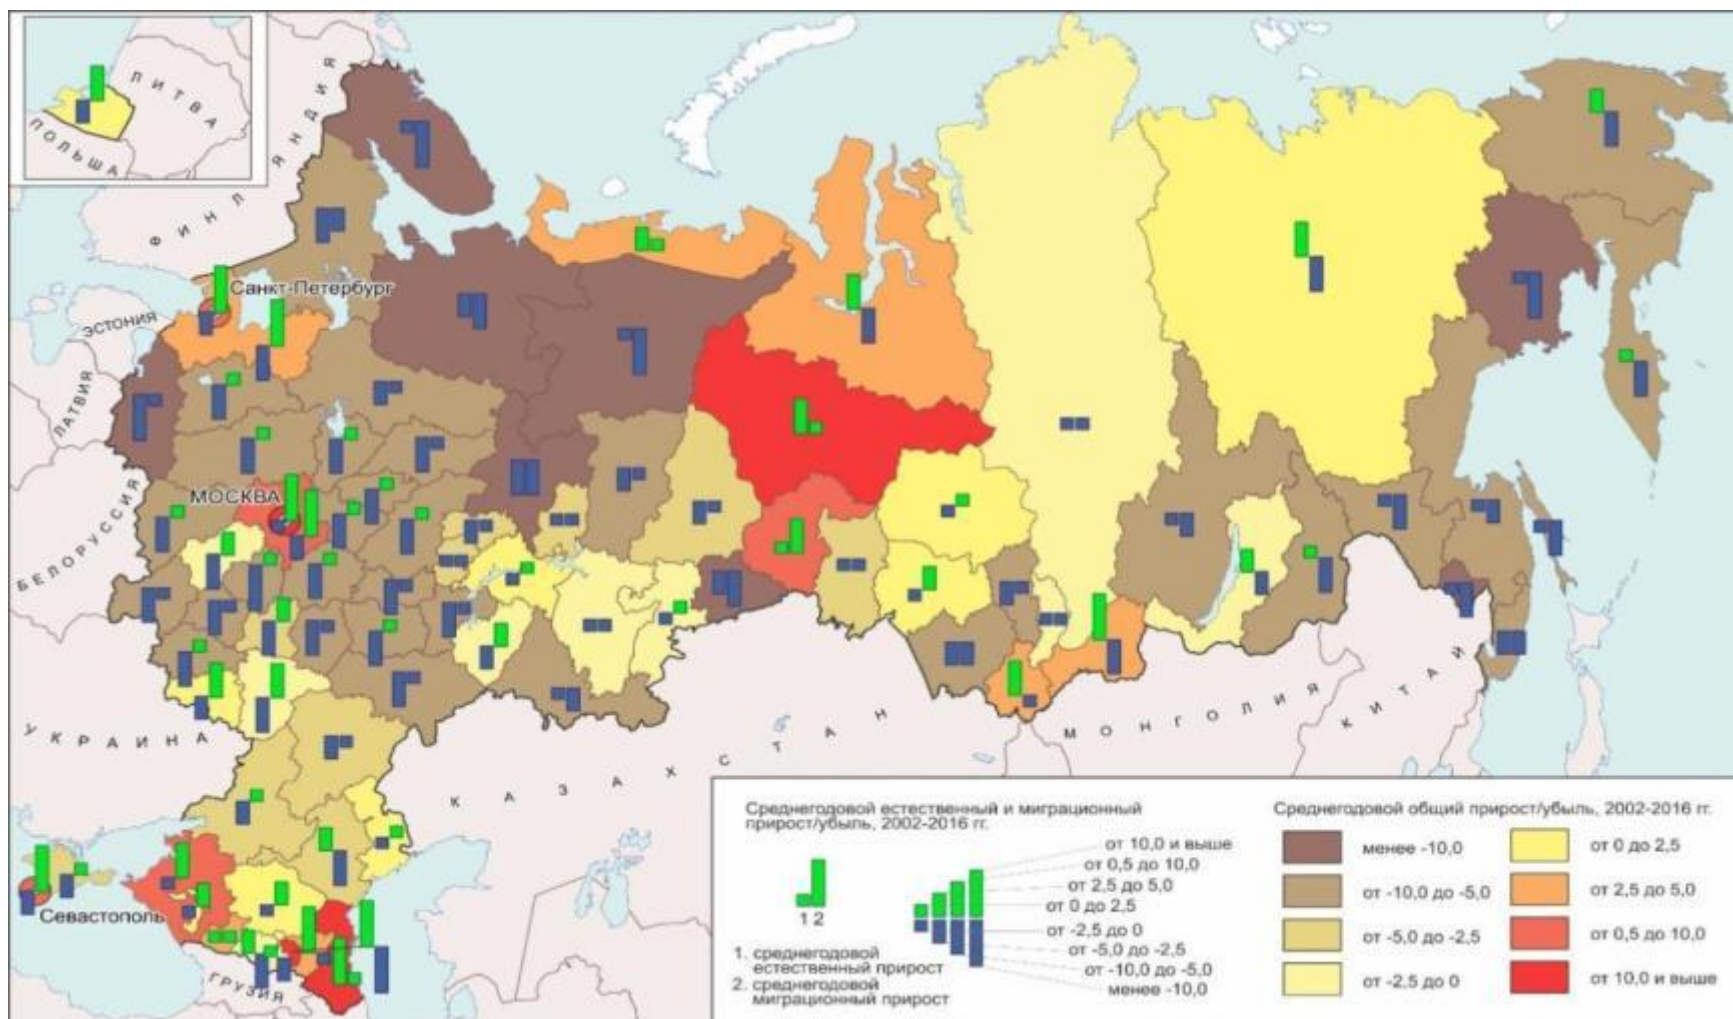 ЛИТВА
ПОЛЬША
ФИНЛЯНДИЯ
Санкт-Петербург
ЭСТОНИЯ
ЛАТВИЯ
МОСКВА
БЕЛОРУССИЯ
УКРАИНА
КАЗАХСТАН
МОНГОЛИЯ
КИТАЙ
Севастополь
ГРУЗИЯ
Среднегодовой естественный и миграционный
прирост/убыль, 2002-2016 гг.
от 10,0 и выше
от 0,5 до 10,0
от 2,5 до 5,0
от 0 до 2,5
от -2,5 до 0
от -5,0 до -2,5
от -10,0 до -5,0
менее -10,0
1 2
1. среднегодовой
естественный прирост
2. среднегодовой
миграционный прирост
Среднегодовой общий прирост/убыль, 2002-2016 гг.
менее -10,0
от -10,0 до -5,0
от -5,0 до -2,5
от -2,5 до 0
от 0 до 2,5
от 2,5 до 5,0
от 0,5 до 10,0
от 10,0 и выше